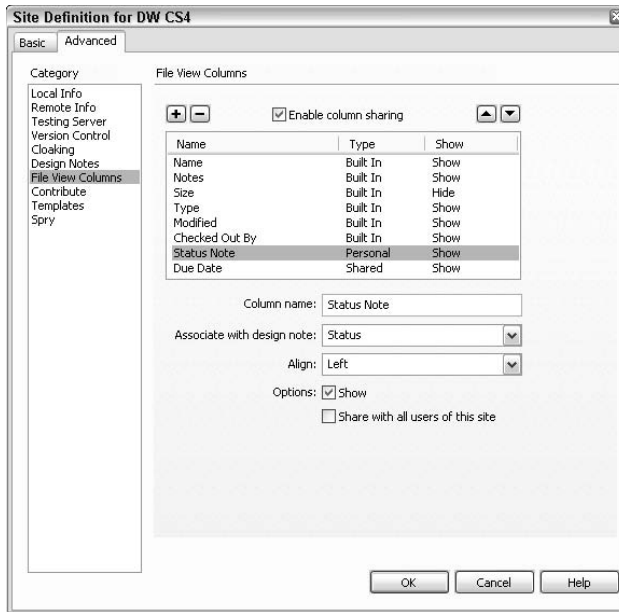 Site Definition for DW CS4
Basic Advanced
Category
Local Info
Remote Info
Testing Server
Version Control
Cloaking
Design Notes
File View Columns
Contribute
Templates
Spry
File View Columns
Enable column sharing
Name Type Show
Name Built In Show
Notes Built In Show
Size Built In Hide
Type Built In Show
Modified Built In Show
Checked Out By Built In Show
Status Note Personal Show
Due Date Shared Show
Column name: Status Note
Associate with design note: Status
Align: Left
Options: Show
Share with all users of this site
OK Cancel Help